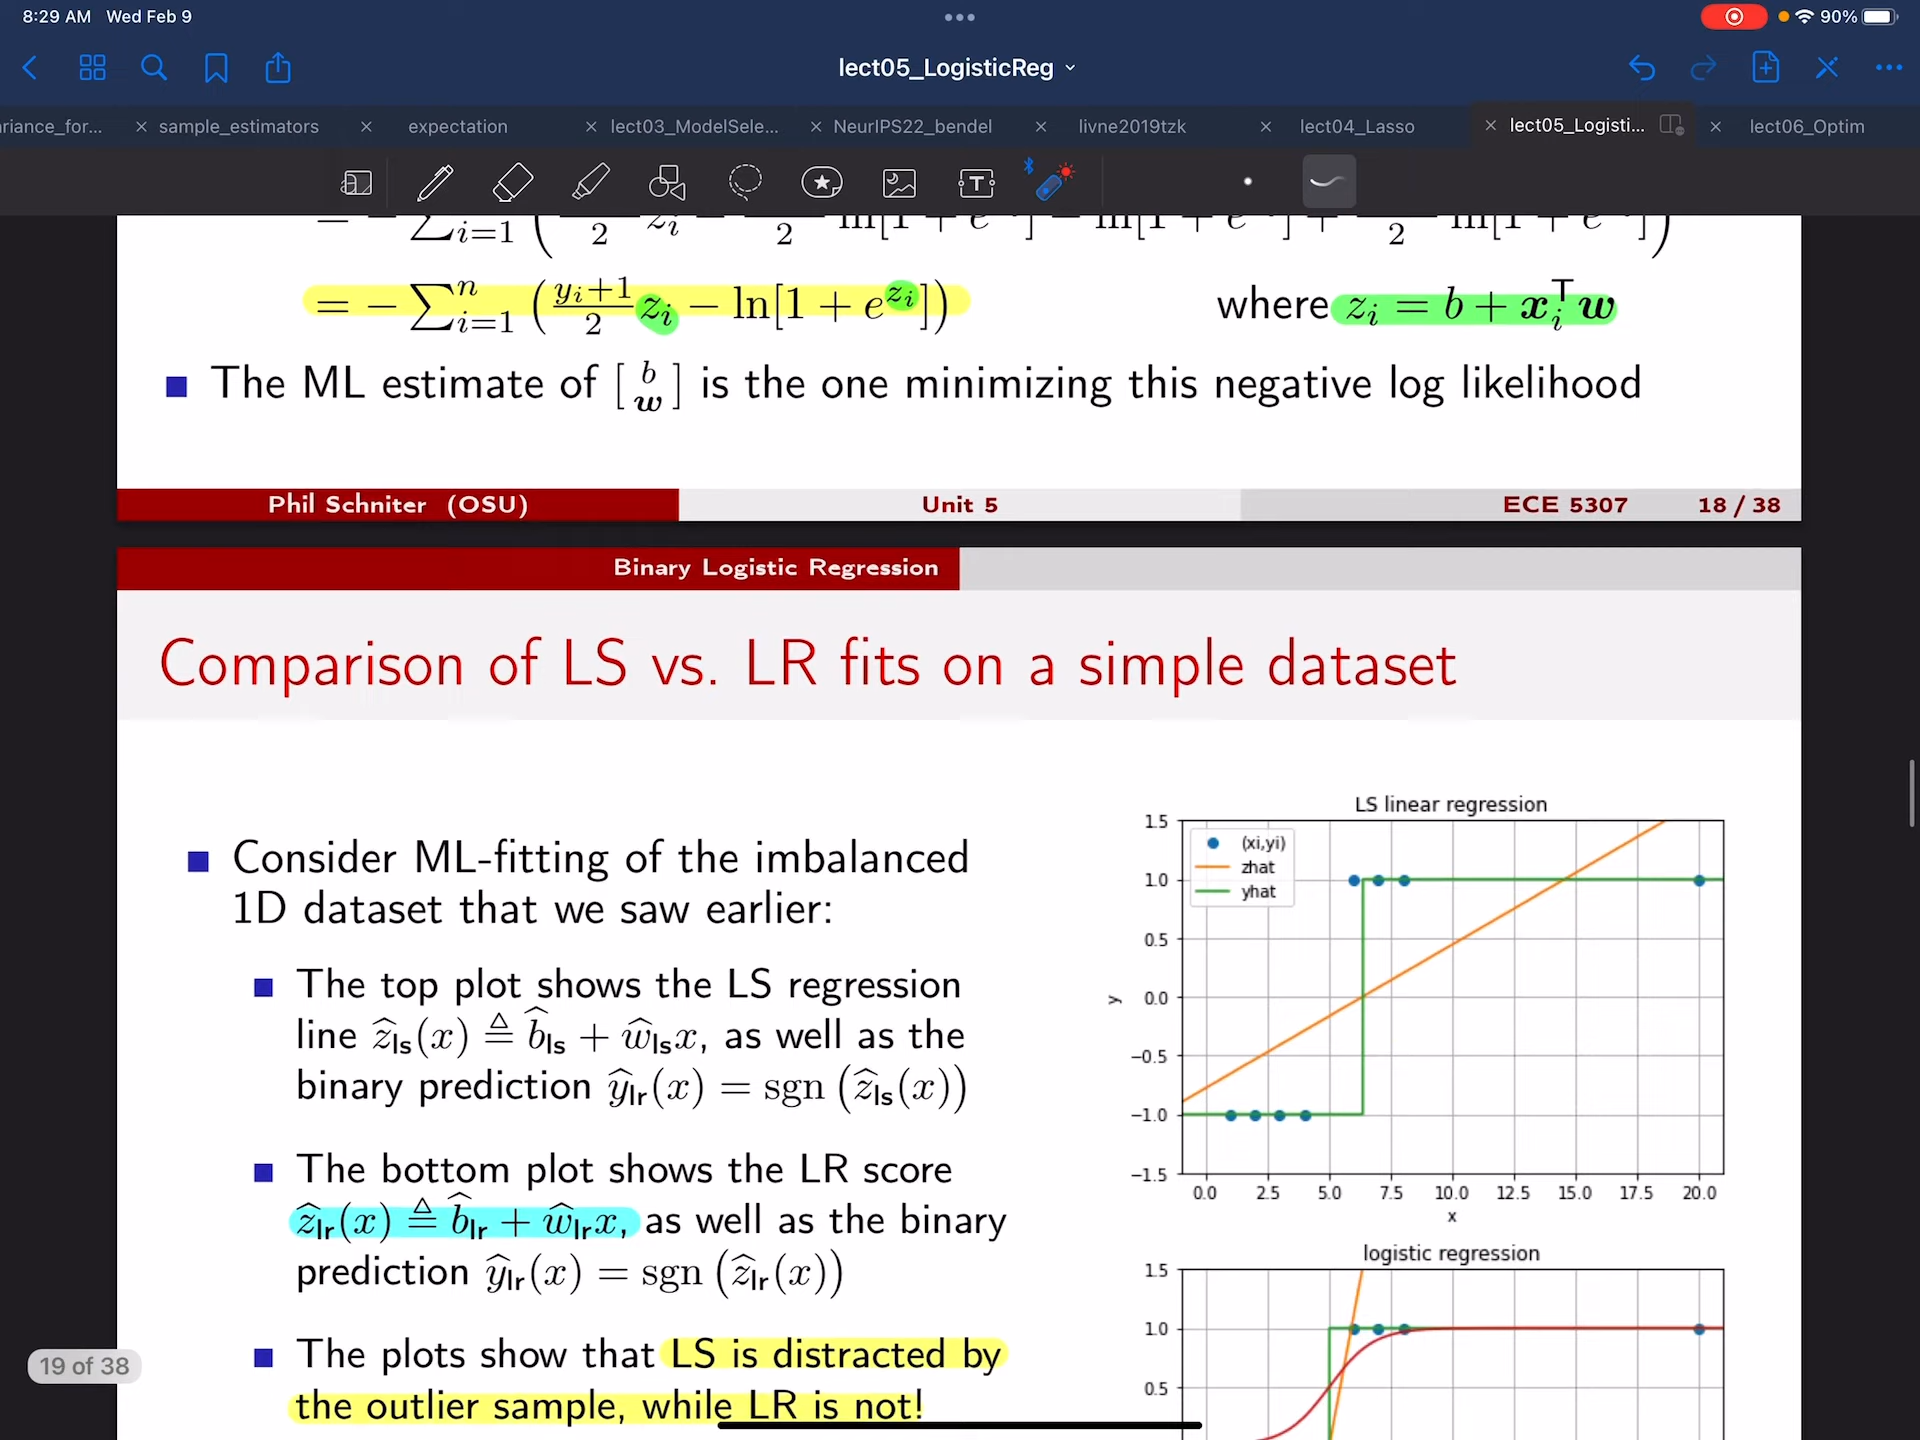 8:29 AM Wed Feb 9
90%
lect05_LogisticReg
riance_for...
sample_estimators
expectation
lect03_ModelSele...
NeurIPS22_bendel
livne2019tzk
lect04_Lasso
lect05_Logisti...
lect06_Optim
= − ∑ⁿᵢ₌₁ ( (yᵢ+1)/2 zᵢ − ln[1 + e^{zᵢ}] ) where zᵢ = b + xᵢᵀw
The ML estimate of [b w] is the one minimizing this negative log likelihood
Phil Schniter (OSU) Unit 5 ECE 5307 18 / 38
Binary Logistic Regression
Comparison of LS vs. LR fits on a simple dataset
Consider ML-fitting of the imbalanced
1D dataset that we saw earlier:
The top plot shows the LS regression
line ẑls(x) ≜ b̂ls + ŵlsx, as well as the
binary prediction ŷlr(x) = sgn (ẑls(x))
The bottom plot shows the LR score
ẑlr(x) ≜ b̂lr + ŵlrx, as well as the binary
prediction ŷlr(x) = sgn (ẑlr(x))
The plots show that LS is distracted by
the outlier sample, while LR is not!
19 of 38
LS linear regression
(xi,yi)
zhat
yhat
1.5
1.0
0.5
0.0
−0.5
−1.0
−1.5
y
0.0 2.5 5.0 7.5 10.0 12.5 15.0 17.5 20.0
x
logistic regression
1.5
1.0
0.5